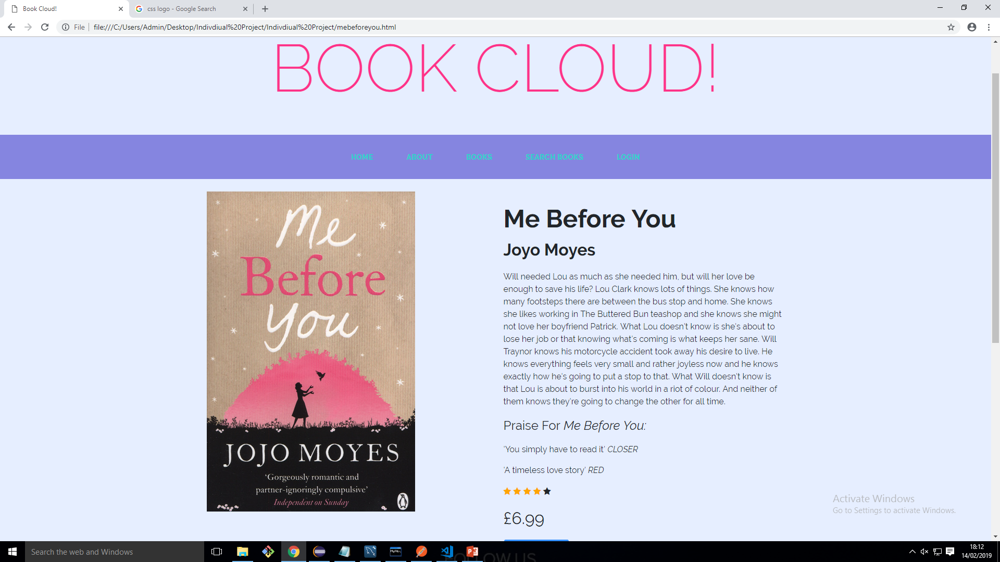 Book Cloud!
css logo - Google Search
File
file:///C:/Users/Admin/Desktop/Indivdiual%20Project/Indivdiual%20Project/mebeforeyou.html
BOOK CLOUD!
HOME ABOUT BOOKS SEARCH BOOKS LOGIN
Me
Before
you
JOJO MOYES
‘Gorgeously romantic and
partner-ignoringly compulsive’
Independent on Sunday
Me Before You
Joyo Moyes
Will needed Lou as much as she needed him, but will her love be
enough to save his life? Lou Clark knows lots of things. She knows how
many footsteps there are between the bus stop and home. She knows
she likes working in The Buttered Bun teashop and she knows she might
not love her boyfriend Patrick. What Lou doesn't know is she's about to
lose her job or that knowing what's coming is what keeps her sane. Will
Traynor knows his motorcycle accident took away his desire to live. He
knows everything feels very small and rather joyless now and he knows
exactly how he's going to put a stop to that. What Will doesn't know is
that Lou is about to burst into his world in a riot of colour. And neither of
them knows they're going to change the other for all time.
Praise For Me Before You:
'You simply have to read it' CLOSER
'A timeless love story' RED
£6.99
Activate Windows
Go to Settings to activate Windows.
FOLLOW US
Search the web and Windows
MySQL
18:12
14/02/2019